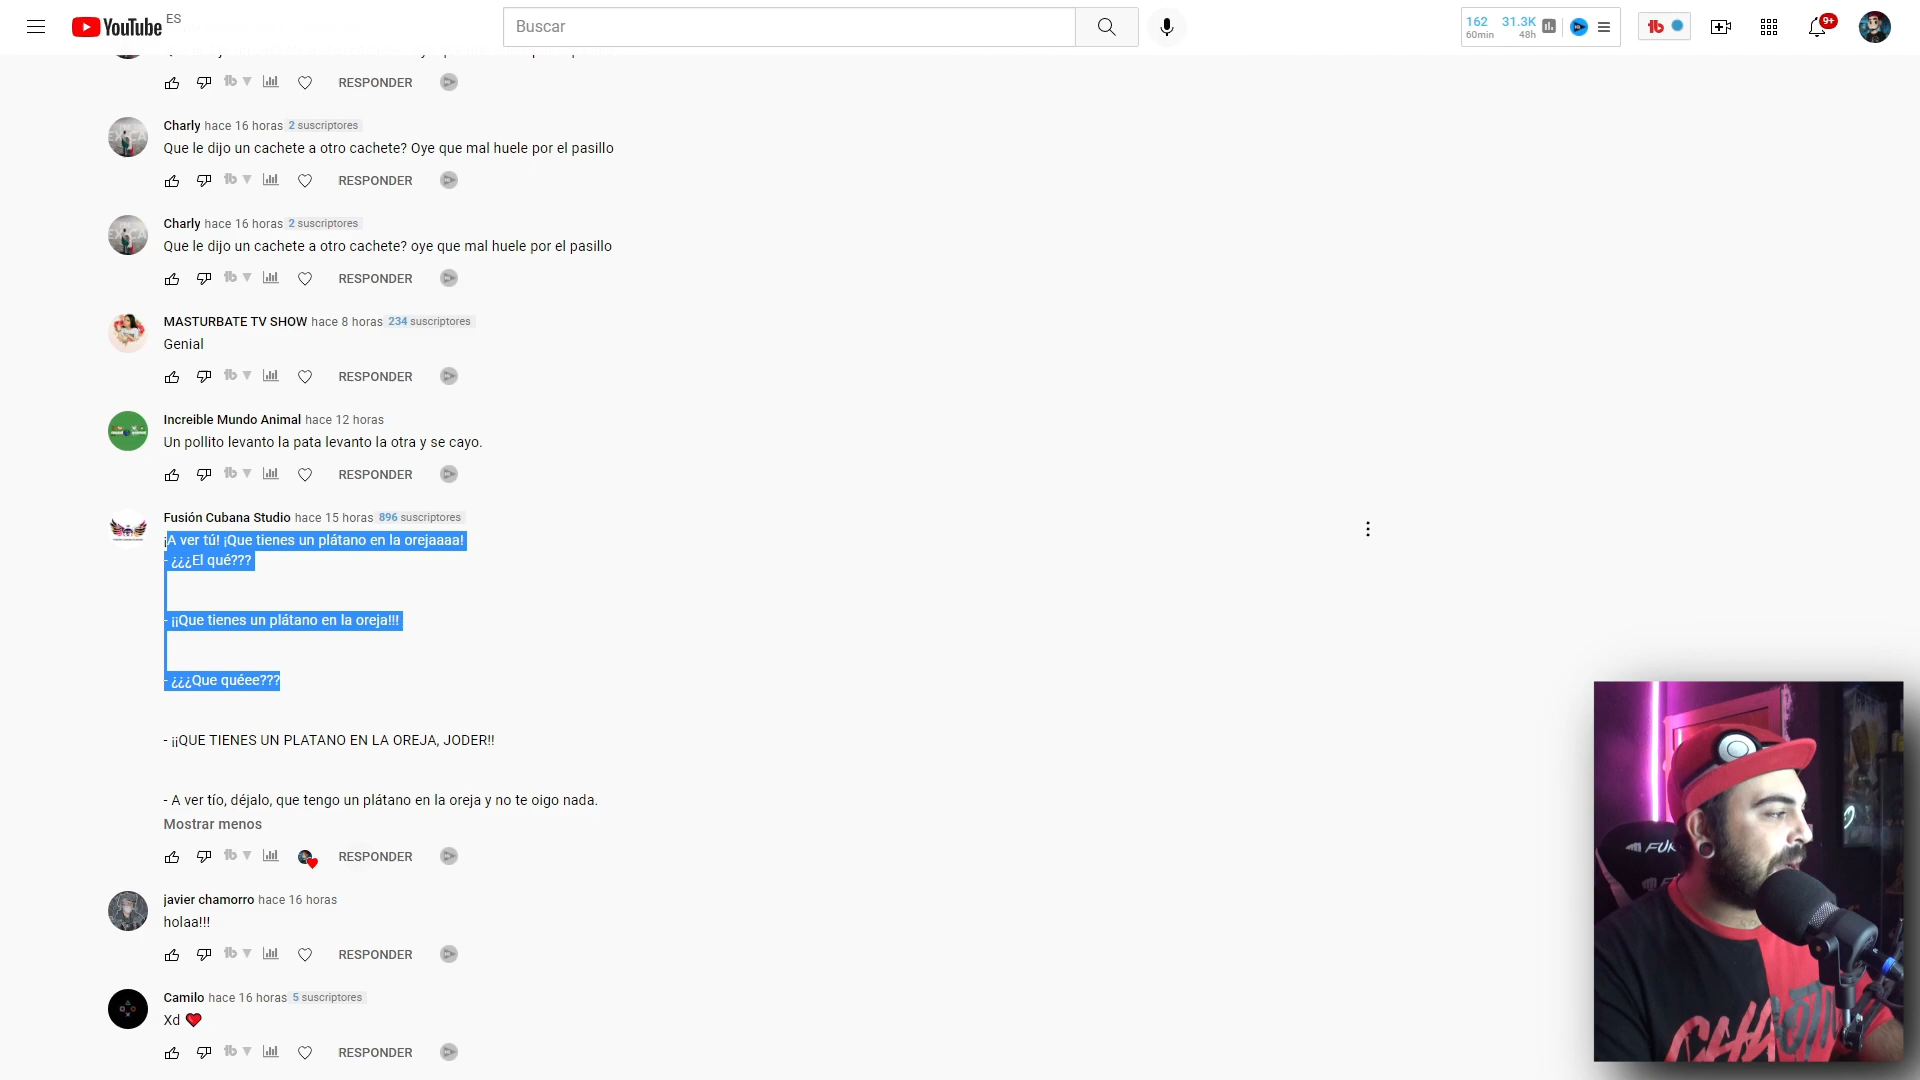 YouTube ES
Buscar
162 31.3K
60min 48h
9+
RESPONDER
Charly hace 16 horas 2 suscriptores
Que le dijo un cachete a otro cachete? Oye que mal huele por el pasillo
RESPONDER
Charly hace 16 horas 2 suscriptores
Que le dijo un cachete a otro cachete? oye que mal huele por el pasillo
RESPONDER
MASTURBATE TV SHOW hace 8 horas 234 suscriptores
Genial
RESPONDER
Increible Mundo Animal hace 12 horas
Un pollito levanto la pata levanto la otra y se cayo.
RESPONDER
Fusión Cubana Studio hace 15 horas 896 suscriptores
¡A ver tú! ¡Que tienes un plátano en la orejaaaa!
- ¿¿¿El qué???
- ¡¡Que tienes un plátano en la oreja!!!
- ¿¿¿Que quéee???
- ¡¡QUE TIENES UN PLATANO EN LA OREJA, JODER!!
- A ver tío, déjalo, que tengo un plátano en la oreja y no te oigo nada.
Mostrar menos
RESPONDER
javier chamorro hace 16 horas
holaa!!!
RESPONDER
Camilo hace 16 horas 5 suscriptores
Xd ❤
RESPONDER